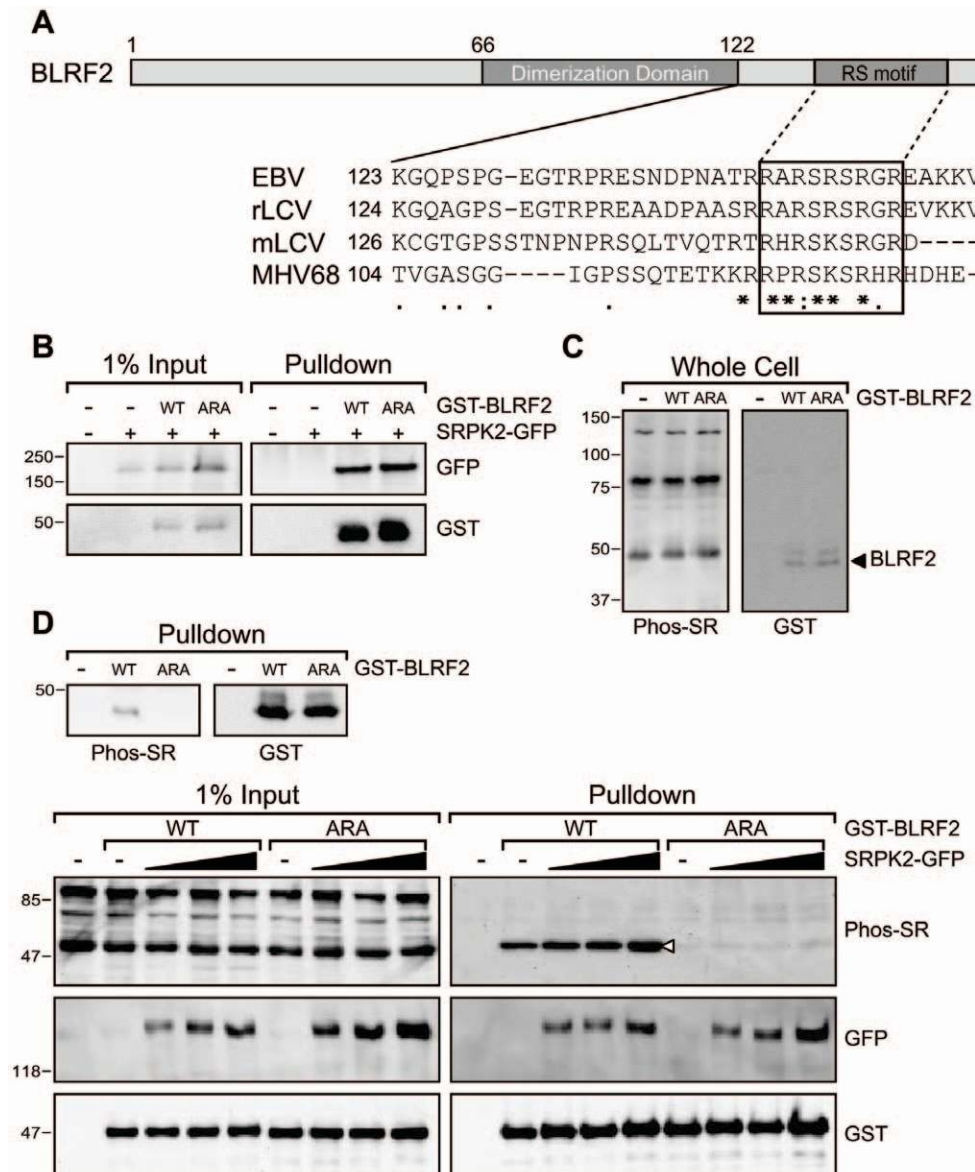 A
1 66 122
BLRF2 Dimerization Domain RS motif
EBV 123 KGQPSPG-EGTRPRESNDPNATRRARSRSRGREAKKV
rLCV 124 KGQAGPS-EGTRPREAADPAASRRARSRSRGREVKKV
mLCV 126 KCGTGPSSTNPNPRSQLTVQTRTRHRSKSRGRD----
MHV68 104 TVGASGG----IGPSSQTETKKRRPRSKSRHRHDHE-
. . . . . * **:** *.
B
1% Input Pulldown
- - WT ARA - - WT ARA GST-BLRF2
- + + + - + + + SRPK2-GFP
250
150
GFP
50
GST
C
Whole Cell
- WT ARA - WT ARA GST-BLRF2
150
100
75
50
37
BLRF2
Phos-SR GST
D
Pulldown
- WT ARA - WT ARA GST-BLRF2
50
Phos-SR GST
1% Input Pulldown
WT ARA WT ARA GST-BLRF2
- - - - - - SRPK2-GFP
85
47
Phos-SR
118
GFP
47
GST